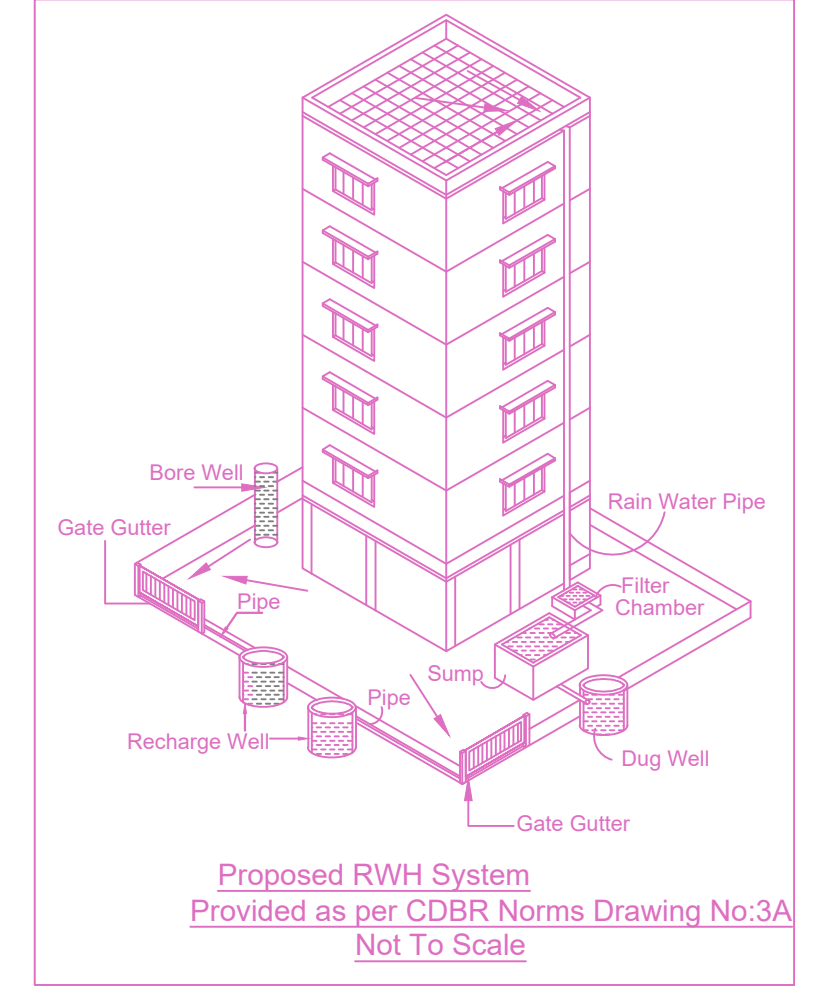 Bore Well
Rain Water Pipe
Gate Gutter
Filter
Chamber
Pipe
Sump
Pipe
Recharge Well
Dug Well
Gate Gutter
Proposed RWH System
Provided as per CDBR Norms Drawing No:3A
Not To Scale